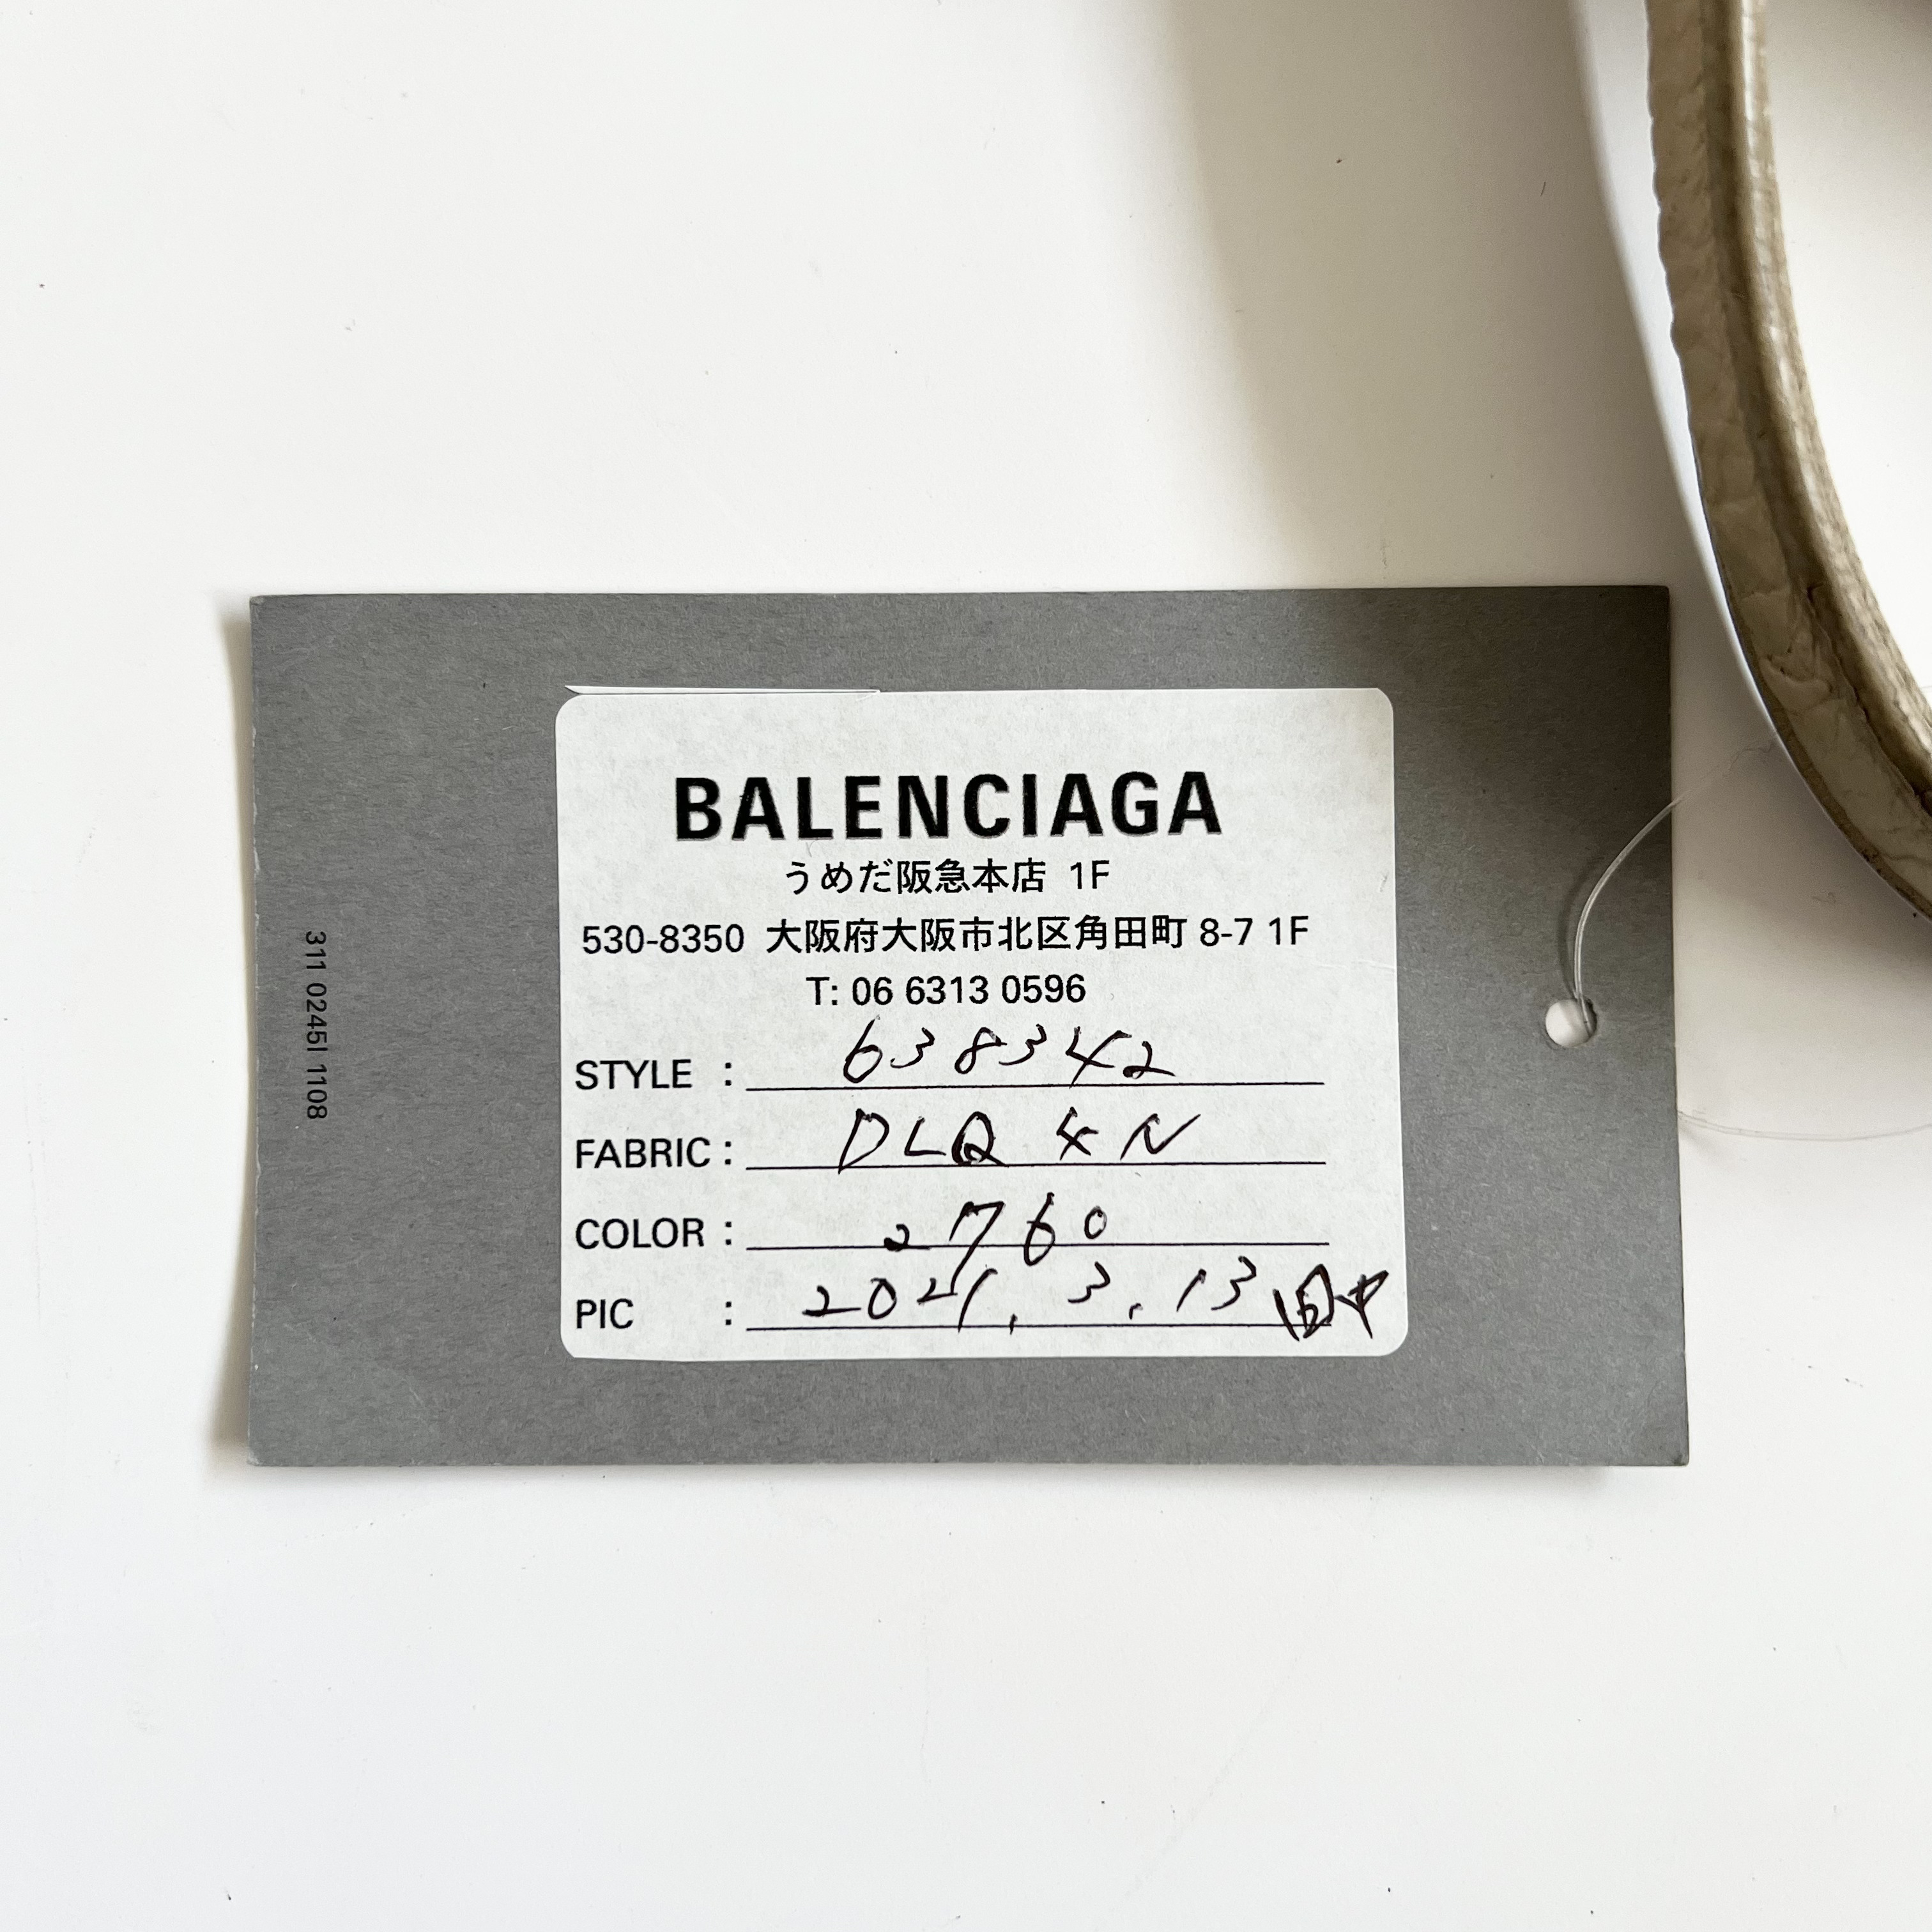 BALENCIAGA
うめだ阪急本店 1F
530-8350 大阪府大阪市北区角田町 8-7 1F
T: 06 6313 0596
STYLE : 638342
FABRIC : DLQ4N
COLOR : 2760
PIC : 2021. 3. 13
311 0245I 1108